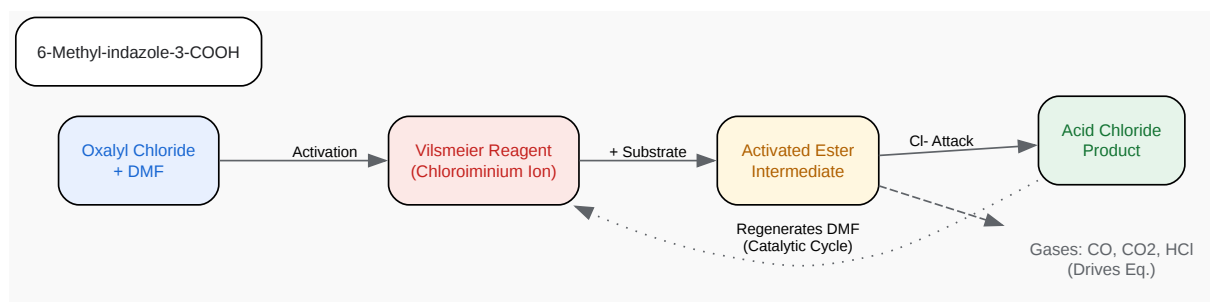 6-Methyl-indazole-3-COOH
Oxalyl Chloride
+ DMF
Activation
Vilsmeier Reagent
(Chloroiminium Ion)
+ Substrate
Activated Ester
Intermediate
Cl- Attack
Acid Chloride
Product
Regenerates DMF
(Catalytic Cycle)
Gases: CO, CO2, HCl
(Drives Eq.)